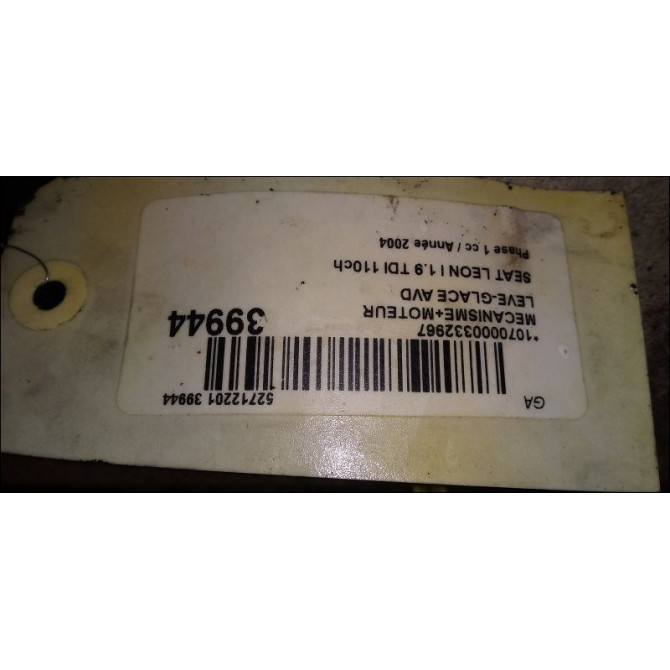 GA
52712201 39944
*1070000332967
39944
MECANISME+MOTEUR
LEVE-GLACE AVD
SEAT LEON I 1.9 TDI 110ch
Phase 1 cc / Année 2004